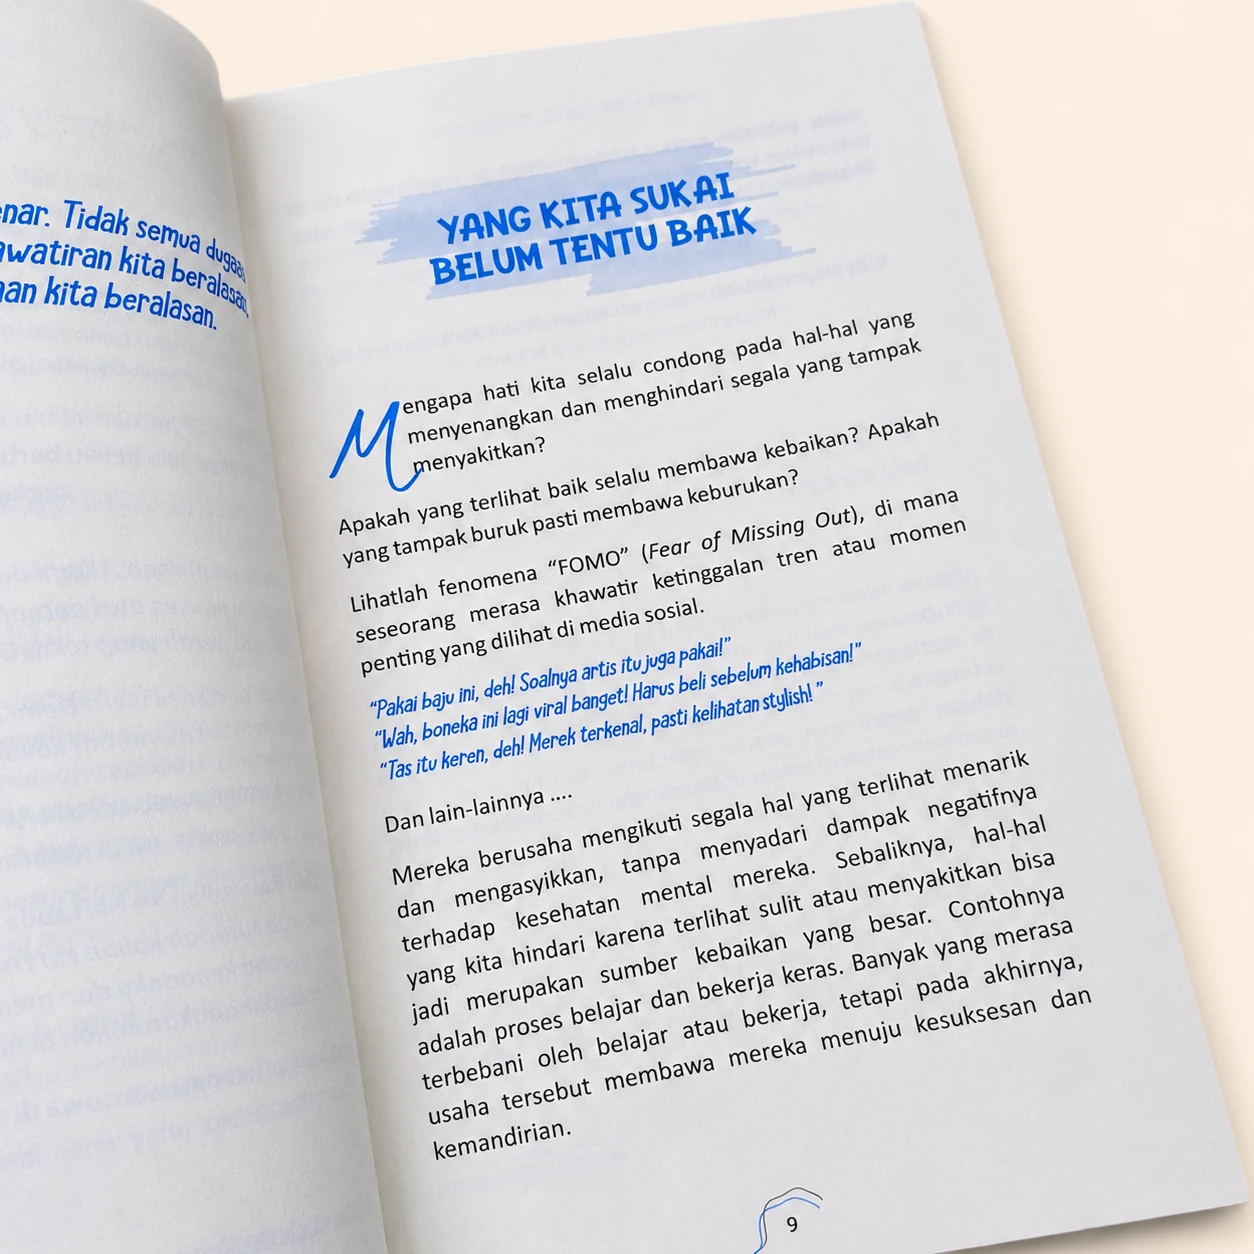 enar. Tidak semua dugaan
awatiran kita beralasan,
nan kita beralasan.
YANG KITA SUKAI
BELUM TENTU BAIK
Mengapa hati kita selalu condong pada hal-hal yang
menyenangkan dan menghindari segala yang tampak
menyakitkan?
Apakah yang terlihat baik selalu membawa kebaikan? Apakah
yang tampak buruk pasti membawa keburukan?
Lihatlah fenomena “FOMO” (Fear of Missing Out), di mana
seseorang merasa khawatir ketinggalan tren atau momen
penting yang dilihat di media sosial.
“Pakai baju ini, deh! Soalnya artis itu juga pakai!”
“Wah, boneka ini lagi viral banget! Harus beli sebelum kehabisan!”
“Tas itu keren, deh! Merek terkenal, pasti kelihatan stylish! ”
Dan lain-lainnya ....
Mereka berusaha mengikuti segala hal yang terlihat menarik
dan mengasyikkan, tanpa menyadari dampak negatifnya
terhadap kesehatan mental mereka. Sebaliknya, hal-hal
yang kita hindari karena terlihat sulit atau menyakitkan bisa
jadi merupakan sumber kebaikan yang besar. Contohnya
adalah proses belajar dan bekerja keras. Banyak yang merasa
terbebani oleh belajar atau bekerja, tetapi pada akhirnya,
usaha tersebut membawa mereka menuju kesuksesan dan
kemandirian.
9